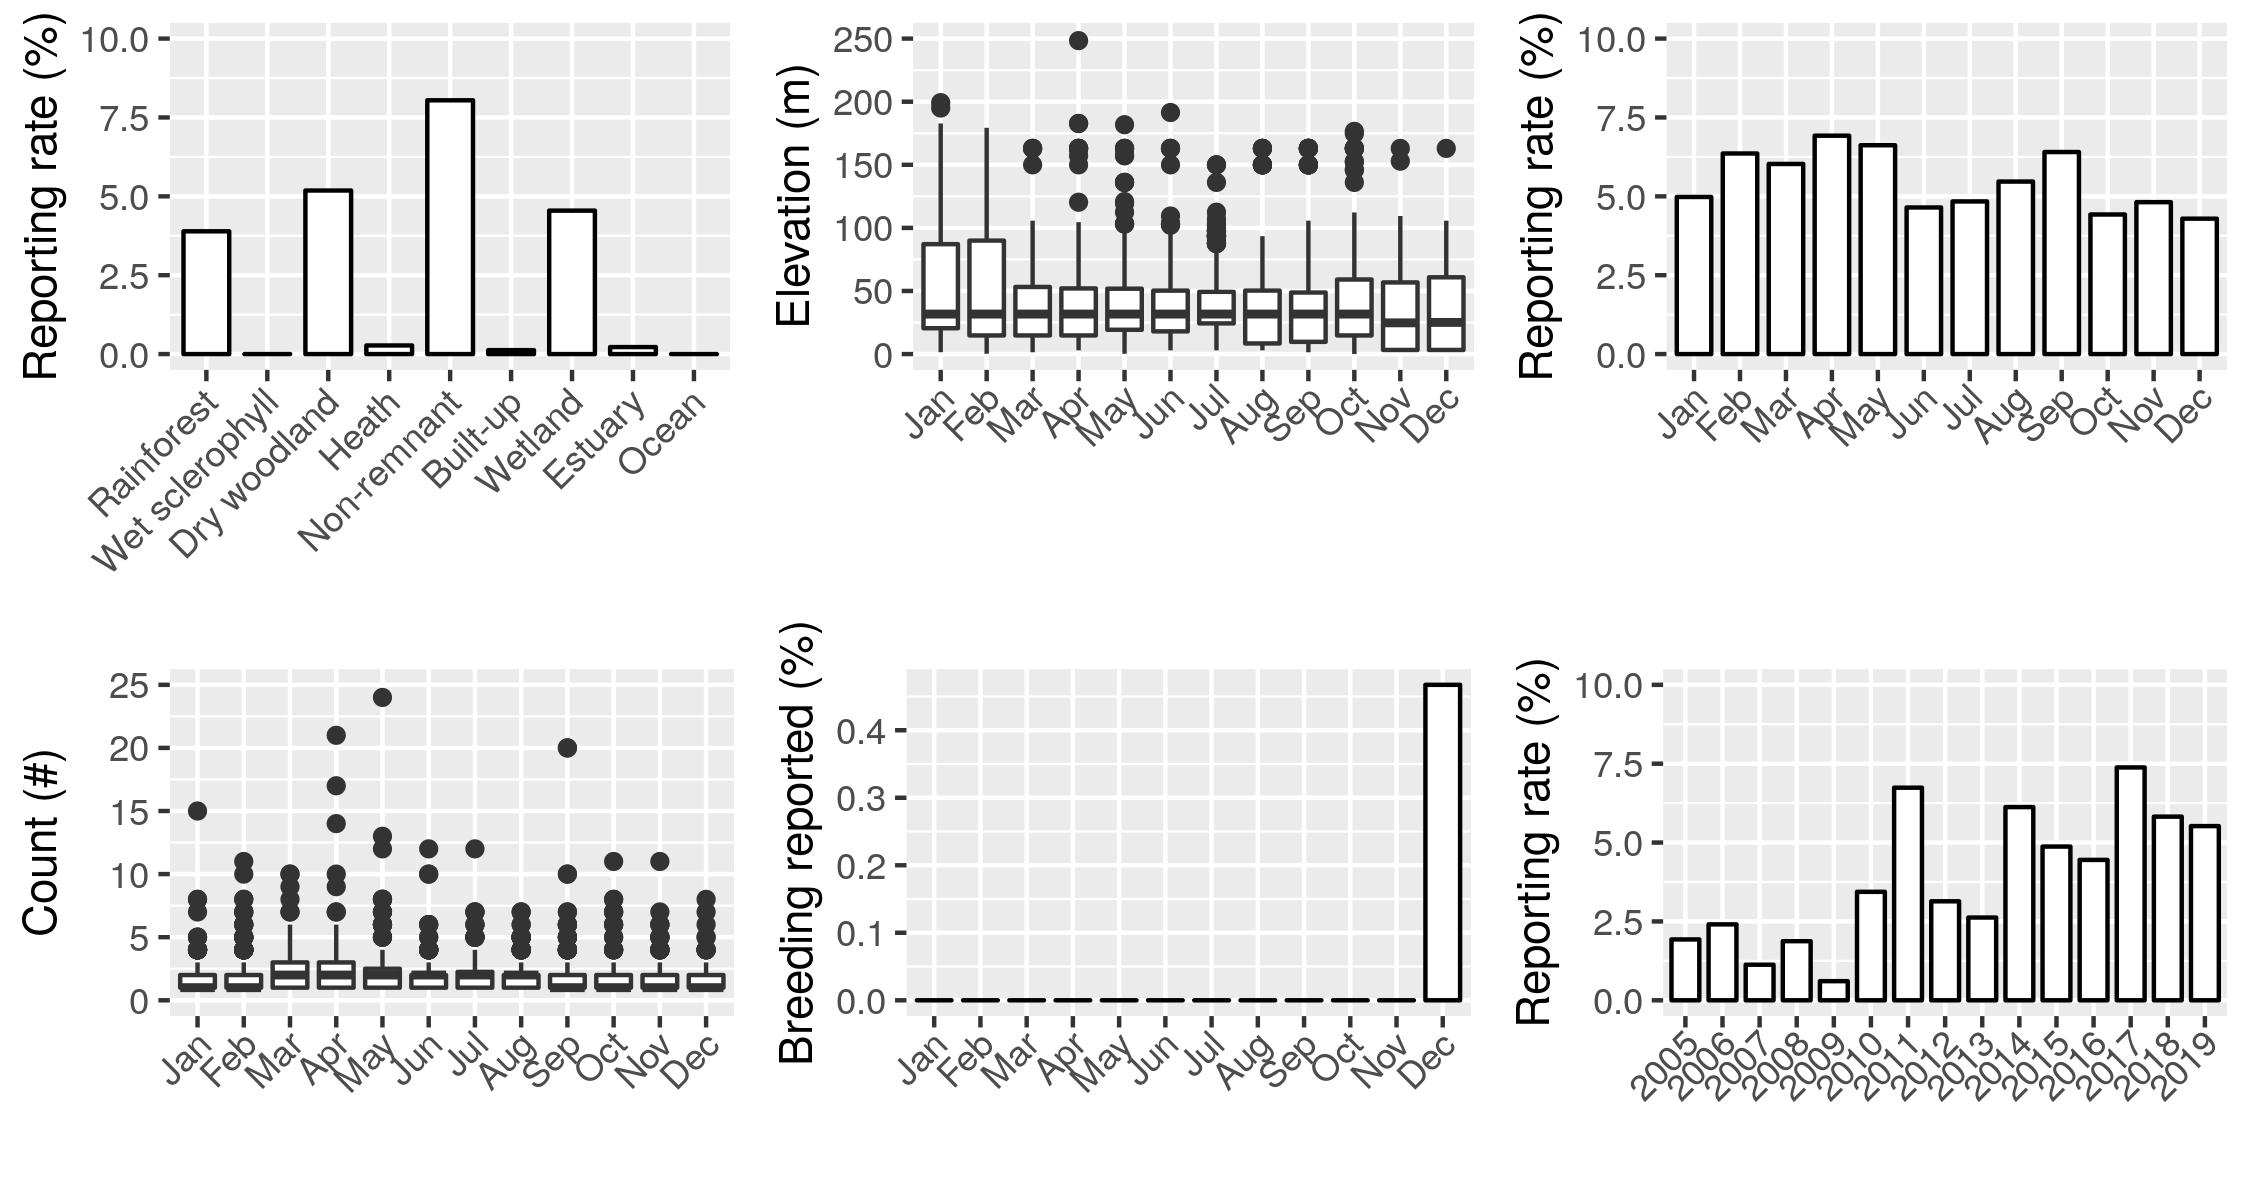 Reporting rate (%)
10.0
7.5
5.0
2.5
0.0
Rainforest
Wet sclerophyll
Dry woodland
Heath
Non-remnant
Built-up
Wetland
Estuary
Ocean
Elevation (m)
250
200
150
100
50
0
Jan
Feb
Mar
Apr
May
Jun
Jul
Aug
Sep
Oct
Nov
Dec
Reporting rate (%)
10.0
7.5
5.0
2.5
0.0
Jan
Feb
Mar
Apr
May
Jun
Jul
Aug
Sep
Oct
Nov
Dec
Count (#)
25
20
15
10
5
0
Jan
Feb
Mar
Apr
May
Jun
Jul
Aug
Sep
Oct
Nov
Dec
Breeding reported (%)
0.4
0.3
0.2
0.1
0.0
Jan
Feb
Mar
Apr
May
Jun
Jul
Aug
Sep
Oct
Nov
Dec
Reporting rate (%)
10.0
7.5
5.0
2.5
0.0
2005
2006
2007
2008
2009
2010
2011
2012
2013
2014
2015
2016
2017
2018
2019